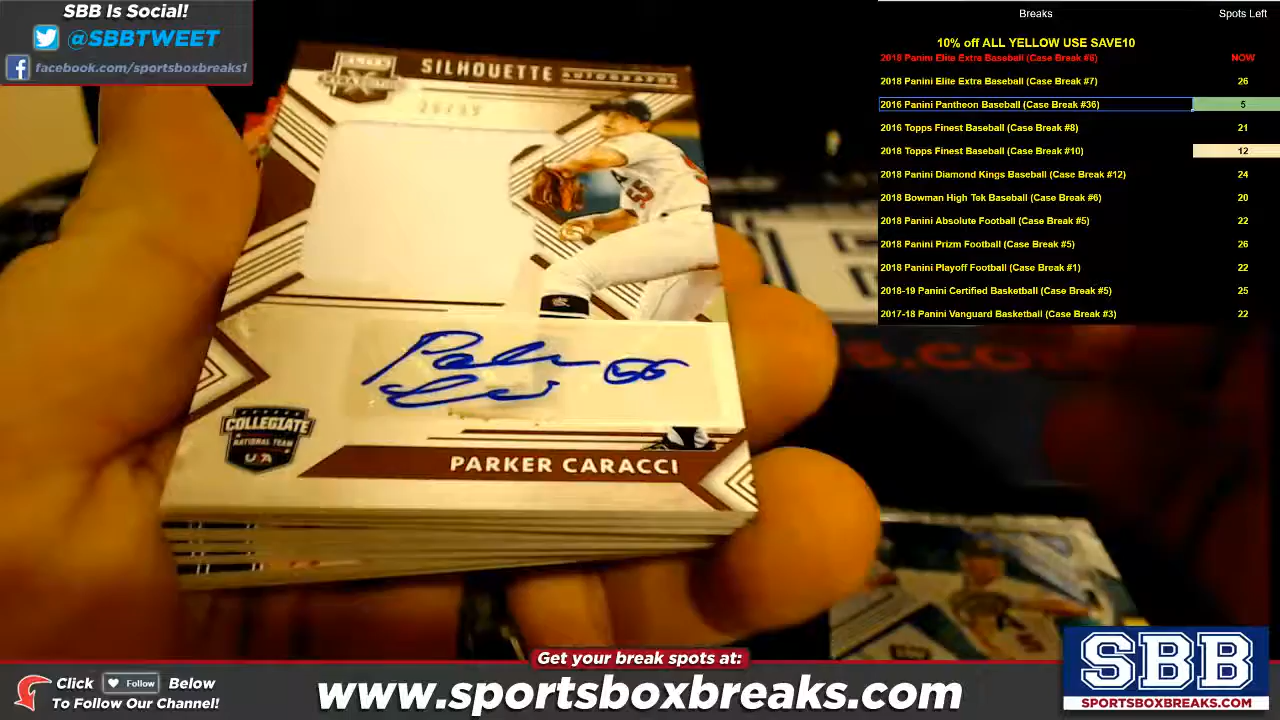 SBB Is Social!
@SBBTWEET
facebook.com/sportsboxbreaks1
Breaks Spots Left
10% off ALL YELLOW USE SAVE10
2018 Panini Elite Extra Baseball (Case Break #6) NOW
2018 Panini Elite Extra Baseball (Case Break #7) 26
2016 Panini Pantheon Baseball (Case Break #36) 5
2016 Topps Finest Baseball (Case Break #8) 21
2018 Topps Finest Baseball (Case Break #10) 12
2018 Panini Diamond Kings Baseball (Case Break #12) 24
2018 Bowman High Tek Baseball (Case Break #6) 20
2018 Panini Absolute Football (Case Break #5) 22
2018 Panini Prizm Football (Case Break #5) 26
2018 Panini Playoff Football (Case Break #1) 22
2018-19 Panini Certified Basketball (Case Break #5) 25
2017-18 Panini Vanguard Basketball (Case Break #3) 22
SILHOUETTE AUTOGRAPHS
55
COLLEGIATE
NATIONAL TEAM
USA
PARKER CARACCI
Get your break spots at:
www.sportsboxbreaks.com
Click Follow Below
To Follow Our Channel!
SBB
SPORTSBOXBREAKS.COM